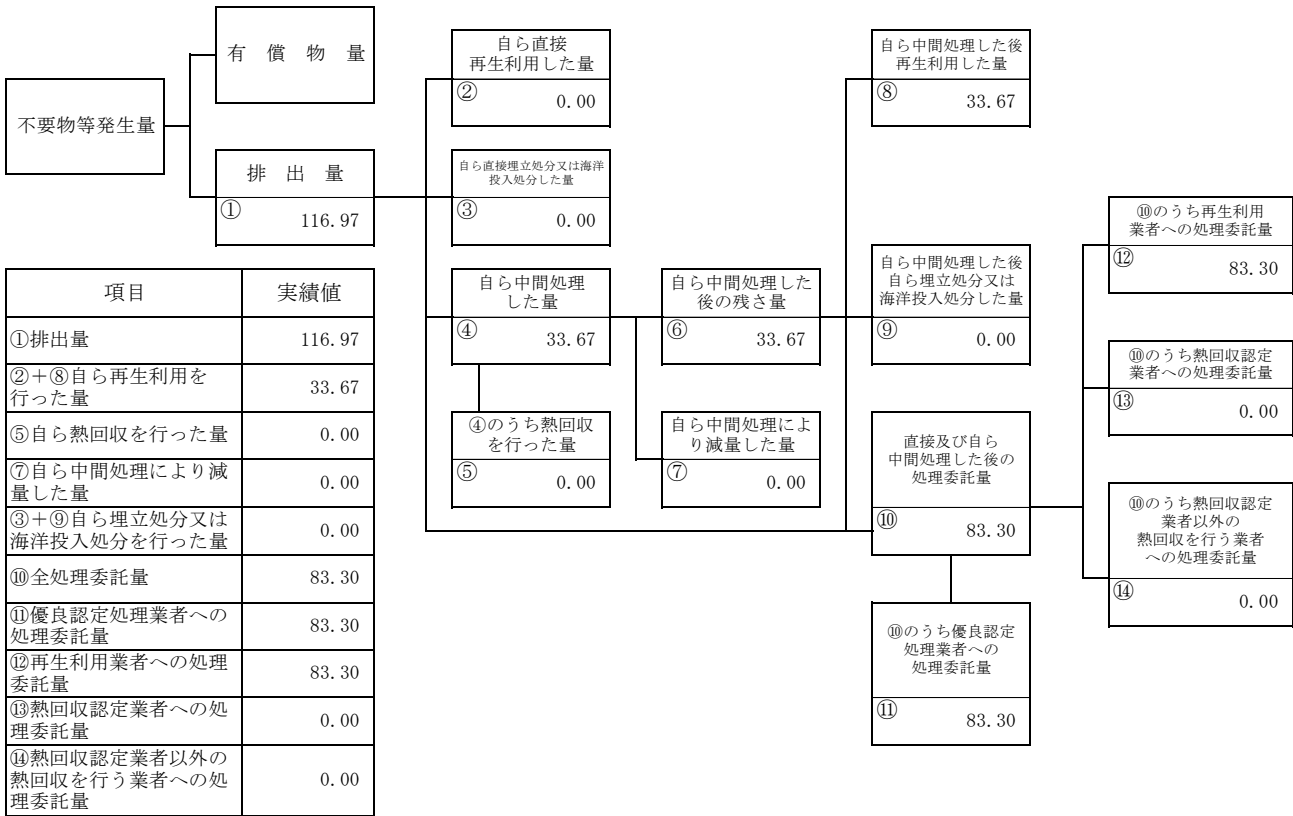 不要物等発生量
有 償 物 量
排 出 量
① 116.97
自ら直接
再生利用した量
② 0.00
自ら直接埋立処分又は海洋
投入処分した量
③ 0.00
自ら中間処理
した量
④ 33.67
④のうち熱回収
を行った量
⑤ 0.00
自ら中間処理した
後の残さ量
⑥ 33.67
自ら中間処理によ
り減量した量
⑦ 0.00
自ら中間処理した後
再生利用した量
⑧ 33.67
自ら中間処理した後
自ら埋立処分又は
海洋投入処分した量
⑨ 0.00
直接及び自ら
中間処理した後の
処理委託量
⑩ 83.30
⑩のうち優良認定
処理業者への
処理委託量
⑪ 83.30
⑩のうち再生利用
業者への処理委託量
⑫ 83.30
⑩のうち熱回収認定
業者への処理委託量
⑬ 0.00
⑩のうち熱回収認定
業者以外の
熱回収を行う業者
への処理委託量
⑭ 0.00
項目 実績値
①排出量 116.97
②+⑧自ら再生利用を
行った量 33.67
⑤自ら熱回収を行った量 0.00
⑦自ら中間処理により減
量した量 0.00
③+⑨自ら埋立処分又は
海洋投入処分を行った量 0.00
⑩全処理委託量 83.30
⑪優良認定処理業者への
処理委託量 83.30
⑫再生利用業者への処理
委託量 83.30
⑬熱回収認定業者への処
理委託量 0.00
⑭熱回収認定業者以外の
熱回収を行う業者への処
理委託量 0.00